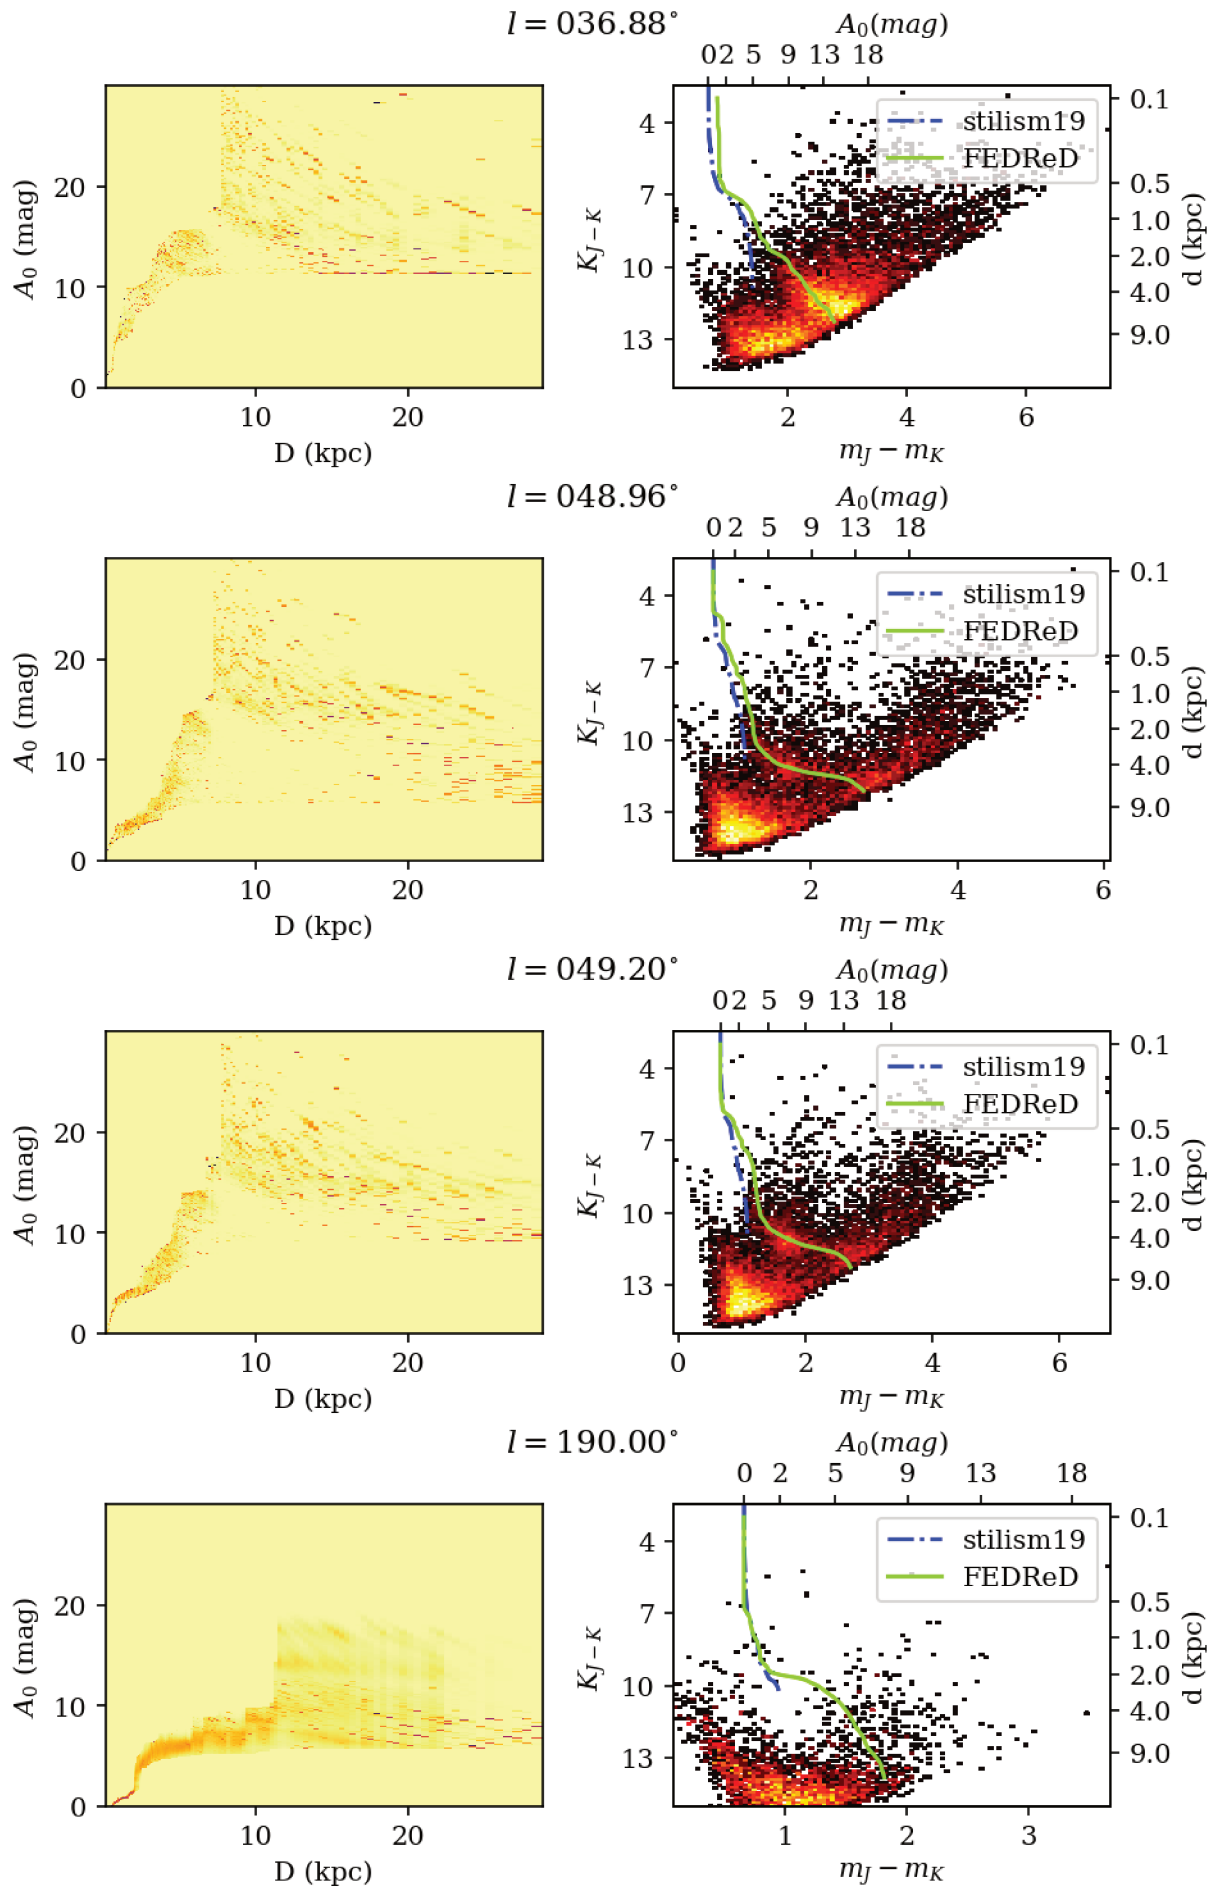 l = 036.88°
A₀(mag)
0 2 5 9 13 18
A₀ (mag)
20
10
0
10 20
D (kpc)
K_{J−K}
4
7
10
13
stilism19
FEDReD
0.1
0.5
1.0
2.0
4.0
9.0
d (kpc)
2 4 6
m_J − m_K
l = 048.96°
A₀(mag)
0 2 5 9 13 18
A₀ (mag)
20
10
0
10 20
D (kpc)
K_{J−K}
4
7
10
13
stilism19
FEDReD
0.1
0.5
1.0
2.0
4.0
9.0
d (kpc)
2 4 6
m_J − m_K
l = 049.20°
A₀(mag)
0 2 5 9 13 18
A₀ (mag)
20
10
0
10 20
D (kpc)
K_{J−K}
4
7
10
13
stilism19
FEDReD
0.1
0.5
1.0
2.0
4.0
9.0
d (kpc)
0 2 4 6
m_J − m_K
l = 190.00°
A₀(mag)
0 2 5 9 13 18
A₀ (mag)
20
10
0
10 20
D (kpc)
K_{J−K}
4
7
10
13
stilism19
FEDReD
0.1
0.5
1.0
2.0
4.0
9.0
d (kpc)
1 2 3
m_J − m_K